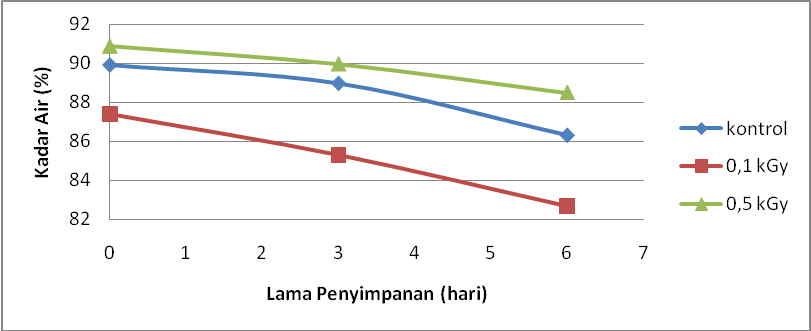 Kadar Air (%)
92
90
88
86
84
82
0 1 2 3 4 5 6 7
Lama Penyimpanan (hari)
kontrol
0,1 kGy
0,5 kGy